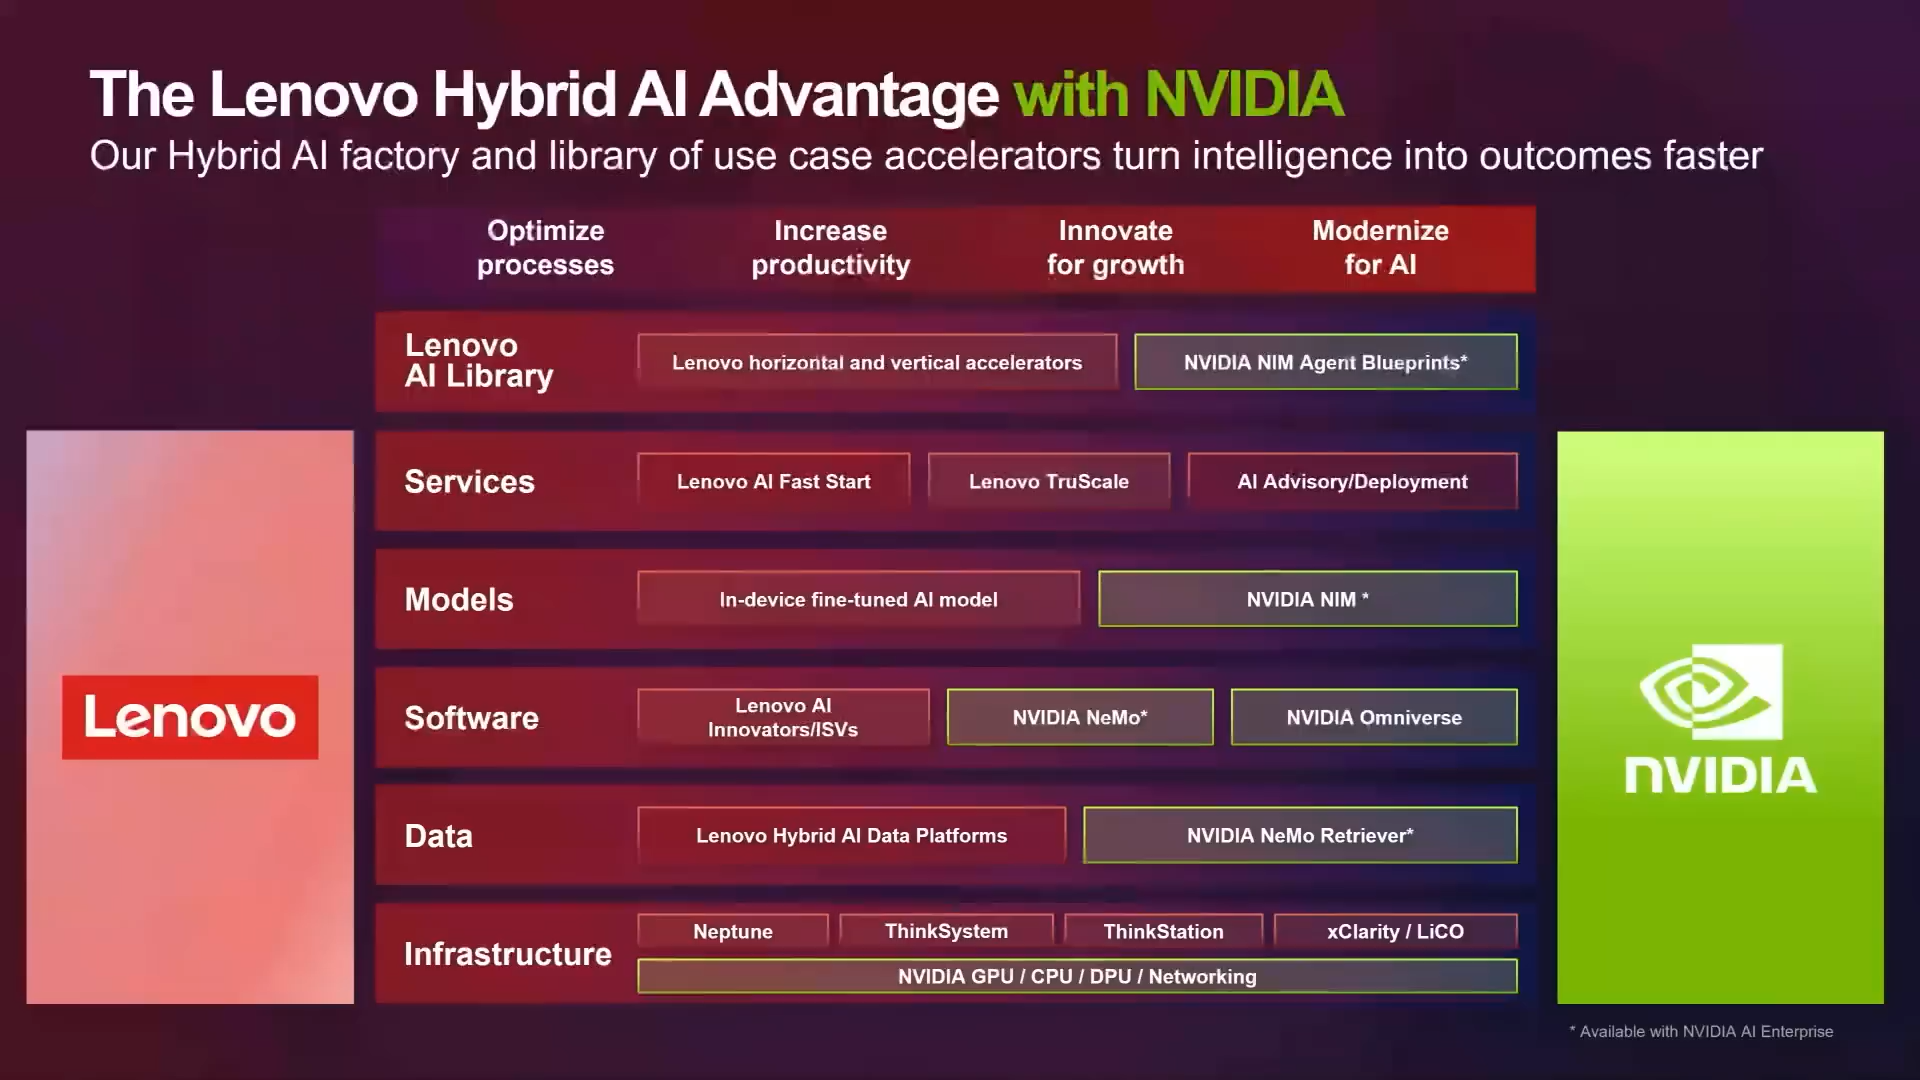 The Lenovo Hybrid AI Advantage with NVIDIA
Our Hybrid AI factory and library of use case accelerators turn intelligence into outcomes faster
Optimize
processes
Increase
productivity
Innovate
for growth
Modernize
for AI
Lenovo
AI Library
Lenovo horizontal and vertical accelerators
NVIDIA NIM Agent Blueprints*
Services
Lenovo AI Fast Start
Lenovo TruScale
AI Advisory/Deployment
Models
In-device fine-tuned AI model
NVIDIA NIM *
Software
Lenovo AI
Innovators/ISVs
NVIDIA NeMo*
NVIDIA Omniverse
Data
Lenovo Hybrid AI Data Platforms
NVIDIA NeMo Retriever*
Infrastructure
Neptune
ThinkSystem
ThinkStation
xClarity / LiCO
NVIDIA GPU / CPU / DPU / Networking
Lenovo
NVIDIA
* Available with NVIDIA AI Enterprise